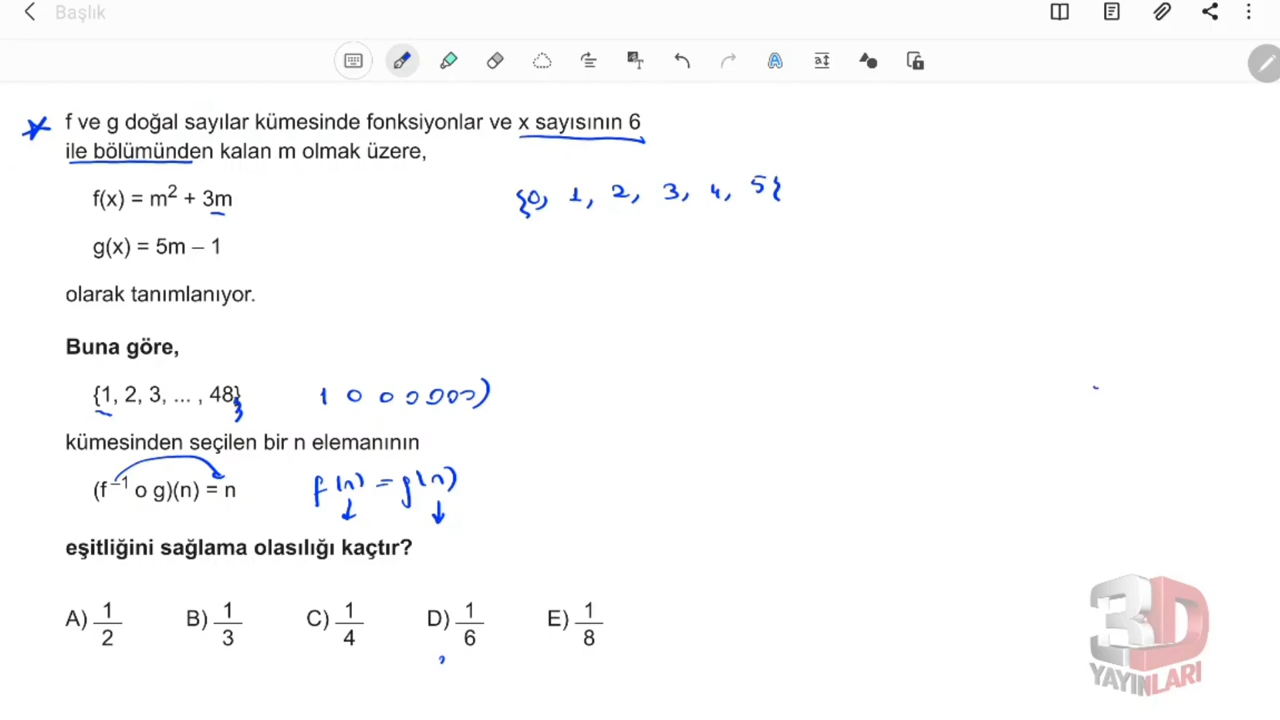 Başlık
f ve g doğal sayılar kümesinde fonksiyonlar ve x sayısının 6
ile bölümünden kalan m olmak üzere,
f(x) = m² + 3m
{0, 1, 2, 3, 4, 5}
g(x) = 5m – 1
olarak tanımlanıyor.
Buna göre,
{1, 2, 3, ... , 48}
kümesinden seçilen bir n elemanının
(f⁻¹ o g)(n) = n f(n) = g(n)
eşitliğini sağlama olasılığı kaçtır?
A) 1/2 B) 1/3 C) 1/4 D) 1/6 E) 1/8
3D
YAYINLARI